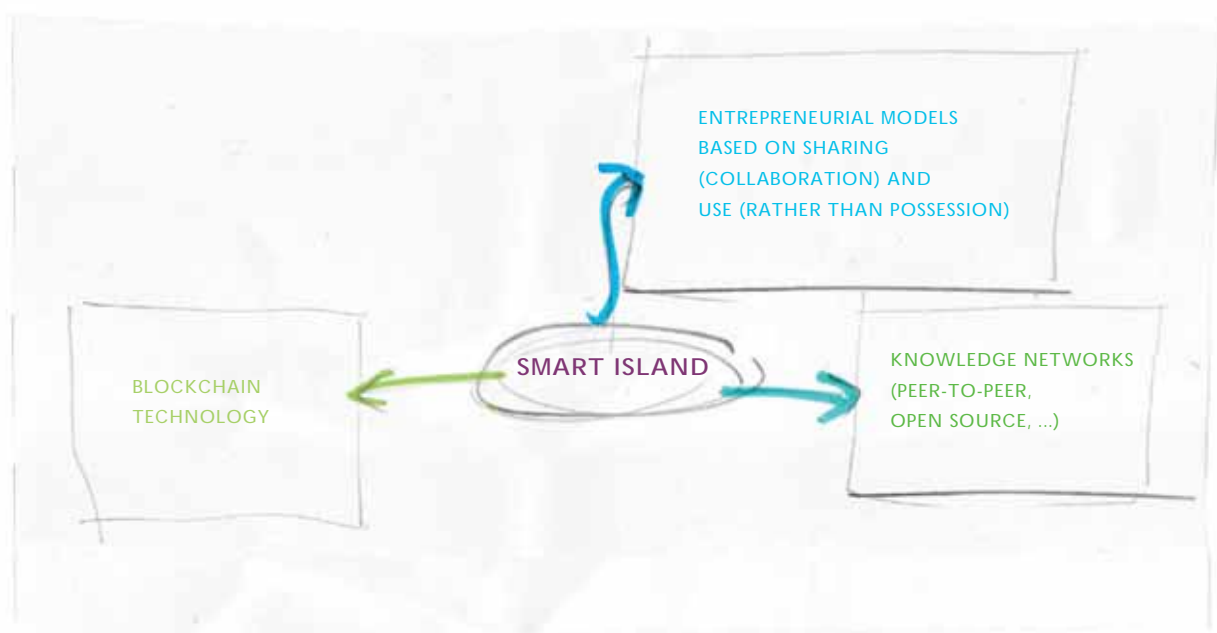 ENTREPRENEURIAL MODELS
BASED ON SHARING
(COLLABORATION) AND
USE (RATHER THAN POSSESSION)
SMART ISLAND
KNOWLEDGE NETWORKS
(PEER-TO-PEER,
OPEN SOURCE, ...)
BLOCKCHAIN
TECHNOLOGY